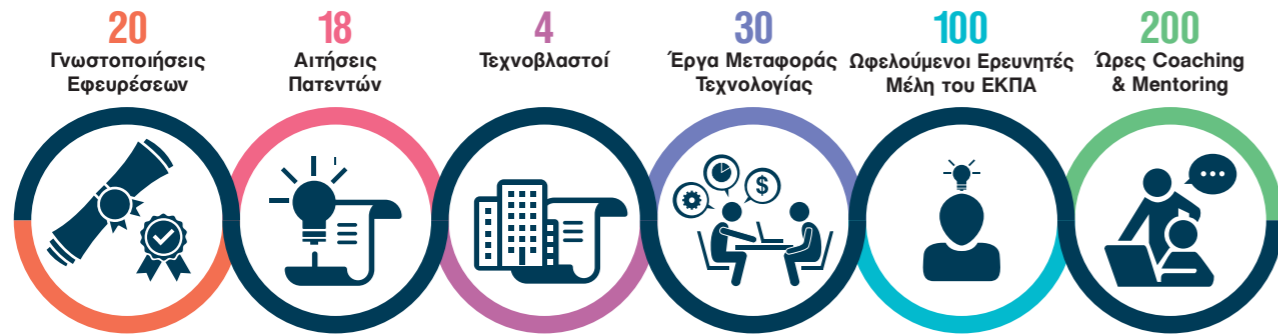 20
Γνωστοποιήσεις
Εφευρέσεων
18
Αιτήσεις
Πατεντών
4
Τεχνοβλαστοί
30
Έργα Μεταφοράς
Τεχνολογίας
100
Ωφελούμενοι Ερευνητές
Μέλη του ΕΚΠΑ
200
Ώρες Coaching
& Mentoring
$